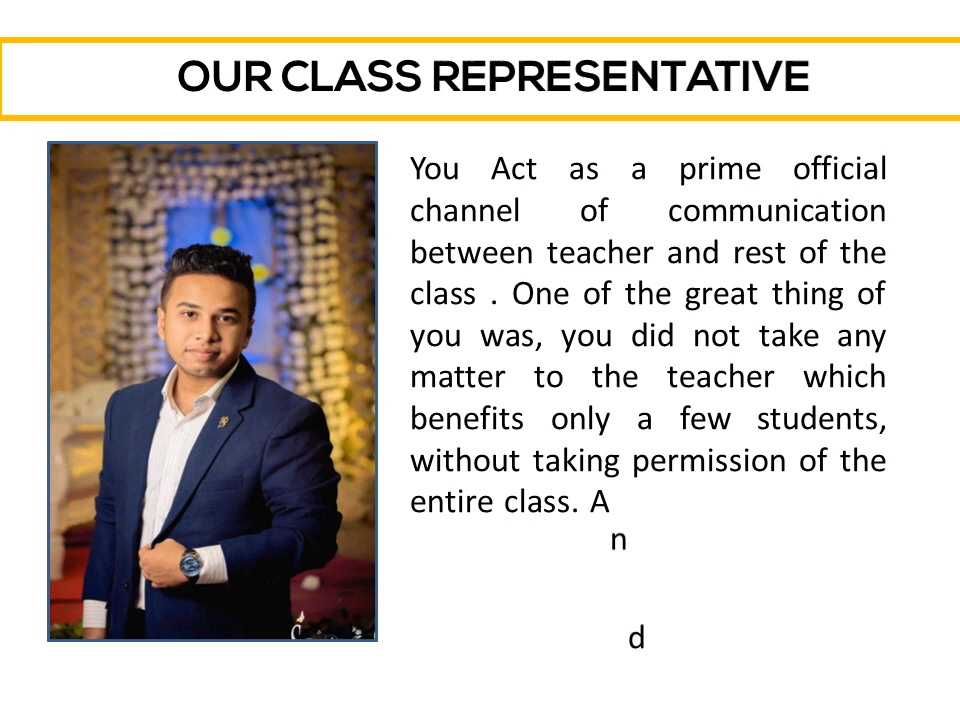 OUR CLASS REPRESENTATIVE
You Act as a prime official
channel of communication
between teacher and rest of the
class . One of the great thing of
you was, you did not take any
matter to the teacher which
benefits only a few students,
without taking permission of the
entire class. A
n
d